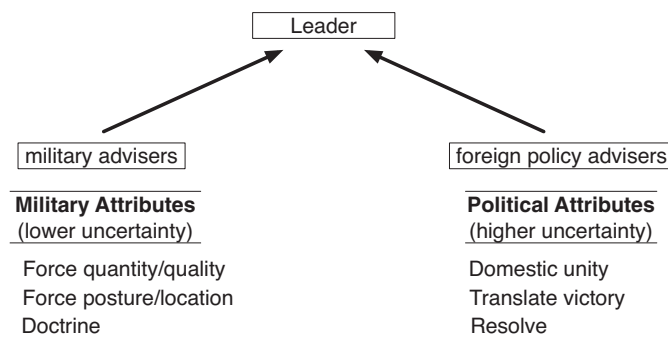 Leader
military advisers
foreign policy advisers
Military Attributes
(lower uncertainty)
Force quantity/quality
Force posture/location
Doctrine
Political Attributes
(higher uncertainty)
Domestic unity
Translate victory
Resolve